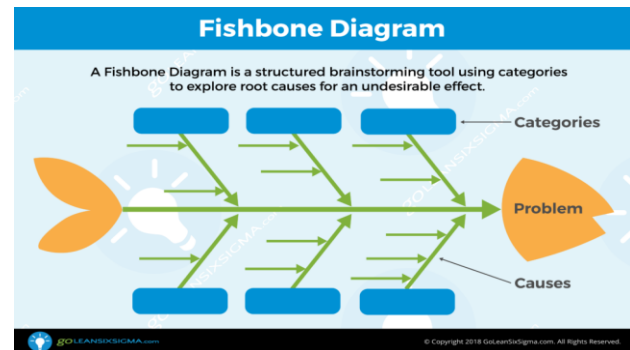 Fishbone Diagram
A Fishbone Diagram is a structured brainstorming tool using categories
to explore root causes for an undesirable effect.
Categories
Problem
Causes
goLEANSIXSIGMA.com
© Copyright 2018 GoLeanSixSigma.com. All Rights Reserved.